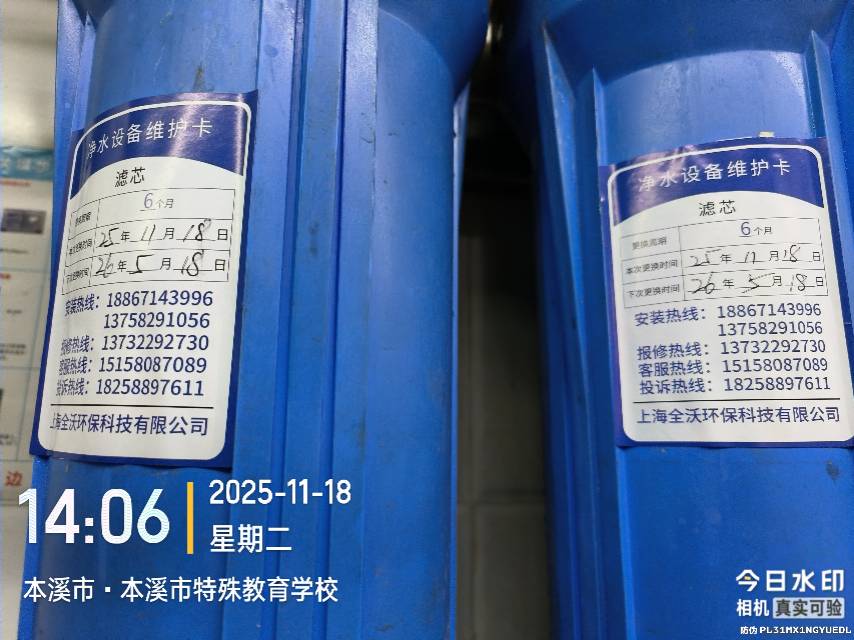 净水设备维护卡
滤芯
更换周期 6个月
本次更换时间 25年11月18日
下次更换时间 26年5月18日
安装热线：18867143996
13758291056
报修热线：13732292730
客服热线：15158087089
投诉热线：18258897611
上海全沃环保科技有限公司
净水设备维护卡
滤芯
更换周期 6个月
本次更换时间 25年11月18日
下次更换时间 26年5月18日
安装热线：18867143996
13758291056
报修热线：13732292730
客服热线：15158087089
投诉热线：18258897611
上海全沃环保科技有限公司
边
14:06
2025-11-18
星期二
本溪市·本溪市特殊教育学校
今日水印
相机 真实可验
防伪 PL31MX1NGYUEDL